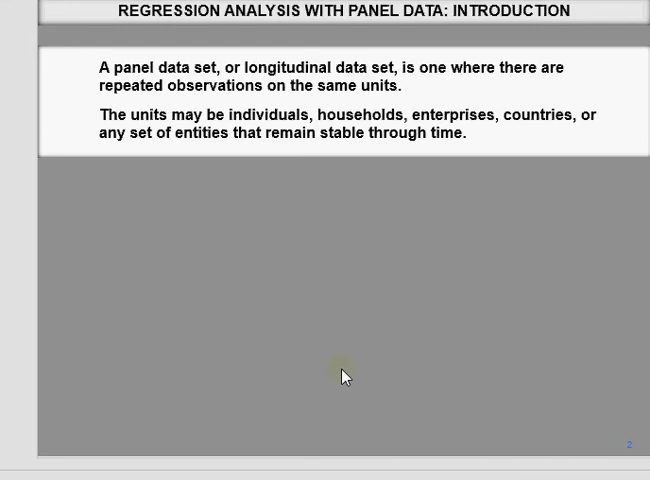 REGRESSION ANALYSIS WITH PANEL DATA: INTRODUCTION
A panel data set, or longitudinal data set, is one where there are
repeated observations on the same units.
The units may be individuals, households, enterprises, countries, or
any set of entities that remain stable through time.
2